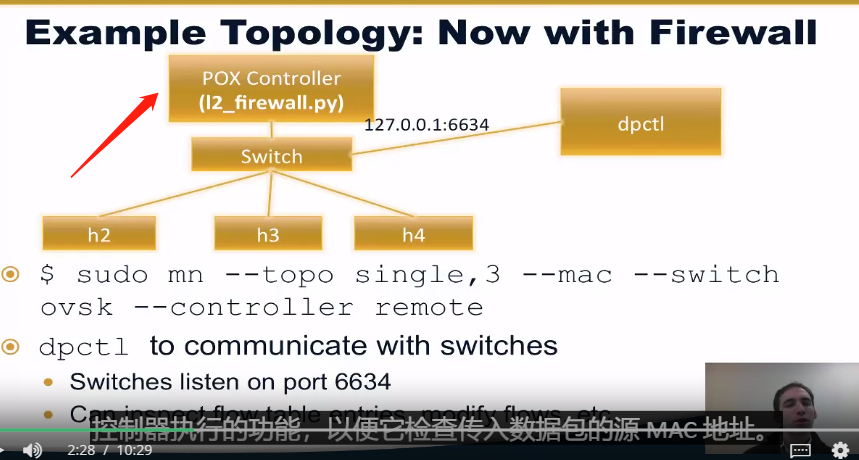 Example Topology: Now with Firewall
POX Controller
(l2_firewall.py)
127.0.0.1:6634
dpctl
Switch
h2
h3
h4
$ sudo mn --topo single,3 --mac --switch
ovsk --controller remote
dpctl to communicate with switches
Switches listen on port 6634
Can inspect flow table entries, modify flows, etc.
控制器执行的功能，以便它检查传入数据包的源 MAC 地址。
2:28 / 10:29